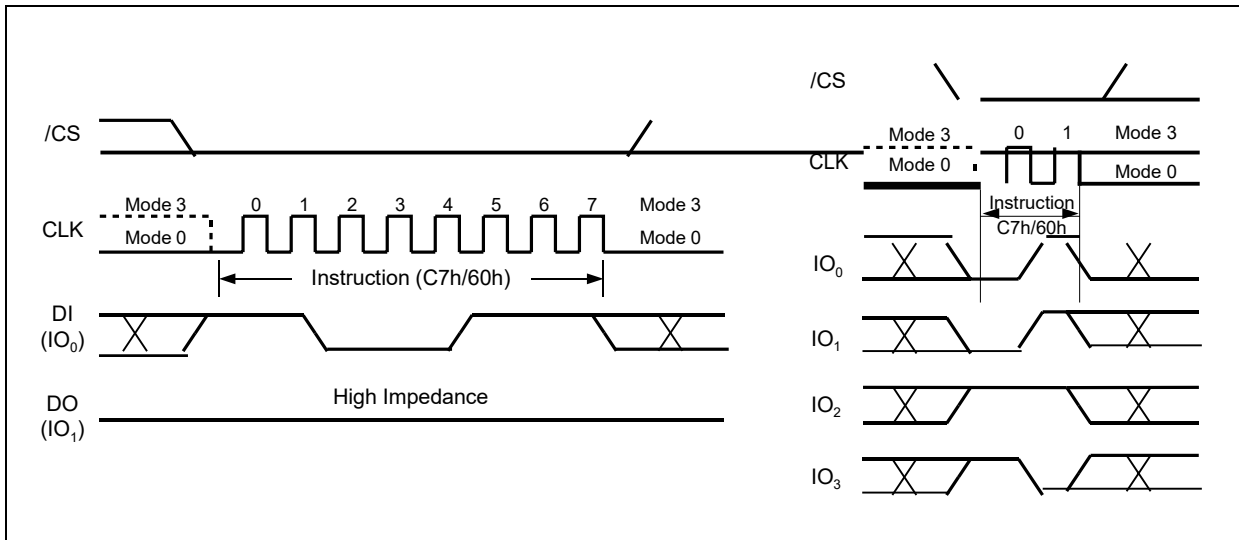 /CS
CLK
Mode 3
Mode 0
0 1 2 3 4 5 6 7
Mode 3
Mode 0
Instruction (C7h/60h)
DI
(IO₀)
DO
(IO₁)
High Impedance
/CS
CLK
Mode 3
Mode 0
0 1
Mode 3
Mode 0
Instruction
C7h/60h
IO₀
IO₁
IO₂
IO₃